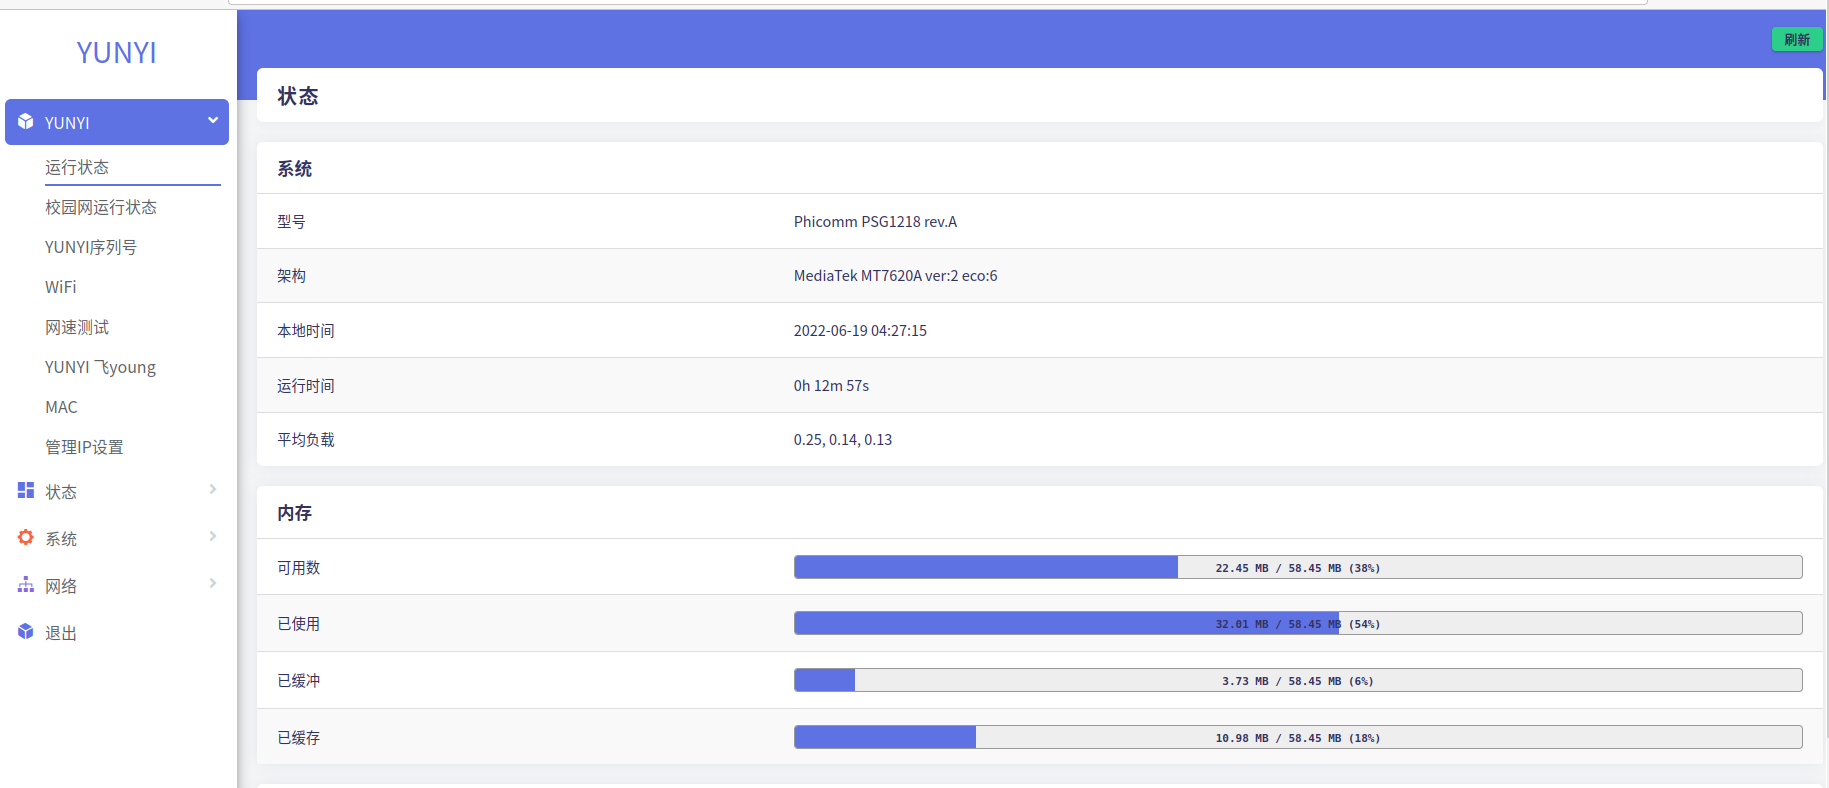 YUNYI
YUNYI
运行状态
校园网运行状态
YUNYI序列号
WiFi
网速测试
YUNYI 飞young
MAC
管理IP设置
状态
系统
网络
退出
刷新
状态
系统
型号 Phicomm PSG1218 rev.A
架构 MediaTek MT7620A ver:2 eco:6
本地时间 2022-06-19 04:27:15
运行时间 0h 12m 57s
平均负载 0.25, 0.14, 0.13
内存
可用数 22.45 MB / 58.45 MB (38%)
已使用 32.01 MB / 58.45 MB (54%)
已缓冲 3.73 MB / 58.45 MB (6%)
已缓存 10.98 MB / 58.45 MB (18%)